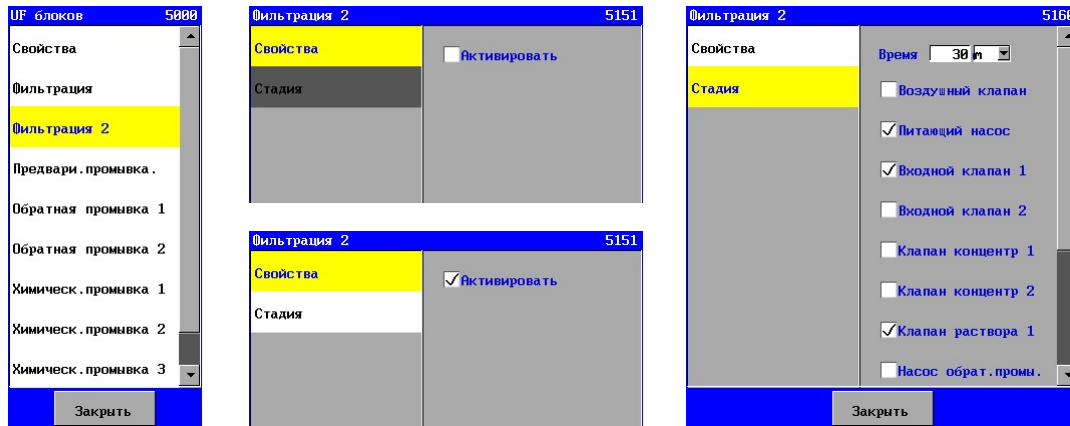 UF блоков 5000
Свойства
Фильтрация
Фильтрация 2
Предвари.промывка.
Обратная промывка 1
Обратная промывка 2
Химическ.промывка 1
Химическ.промывка 2
Химическ.промывка 3
Закрыть
Фильтрация 2 5151
Свойства
Активировать
Стадия
Фильтрация 2 5151
Свойства
Активировать
Стадия
Фильтрация 2 5160
Свойства
Стадия
Время 30 m
Воздушный клапан
Питающий насос
Входной клапан 1
Входной клапан 2
Клапан концентр 1
Клапан концентр 2
Клапан раствора 1
Насос обрат.промы.
Закрыть